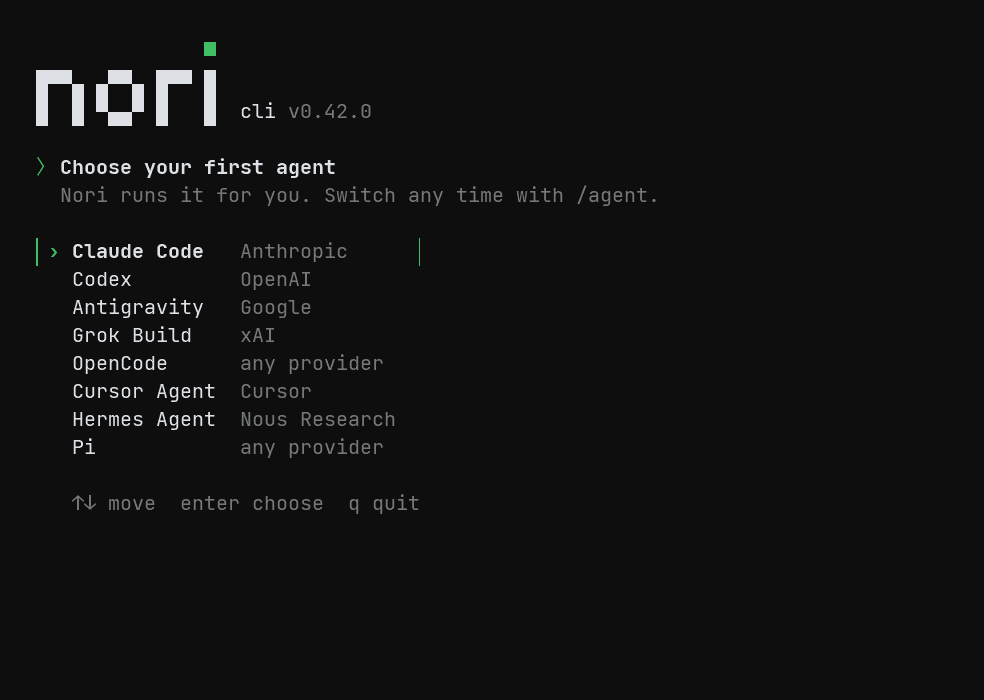 nori cli v0.42.0
〉 Choose your first agent
Nori runs it for you. Switch any time with /agent.
› Claude Code Anthropic
Codex OpenAI
Antigravity Google
Grok Build xAI
OpenCode any provider
Cursor Agent Cursor
Hermes Agent Nous Research
Pi any provider
↑↓ move enter choose q quit